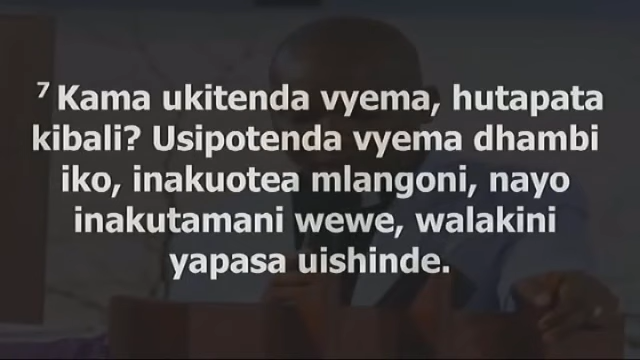 ⁷ Kama ukitenda vyema, hutapata
kibali? Usipotenda vyema dhambi
iko, inakuotea mlangoni, nayo
inakutamani wewe, walakini
yapasa uishinde.